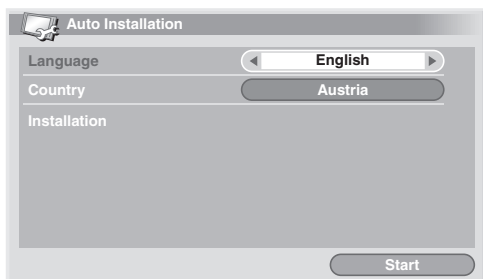 Auto Installation
Language English
Country Austria
Installation
Start